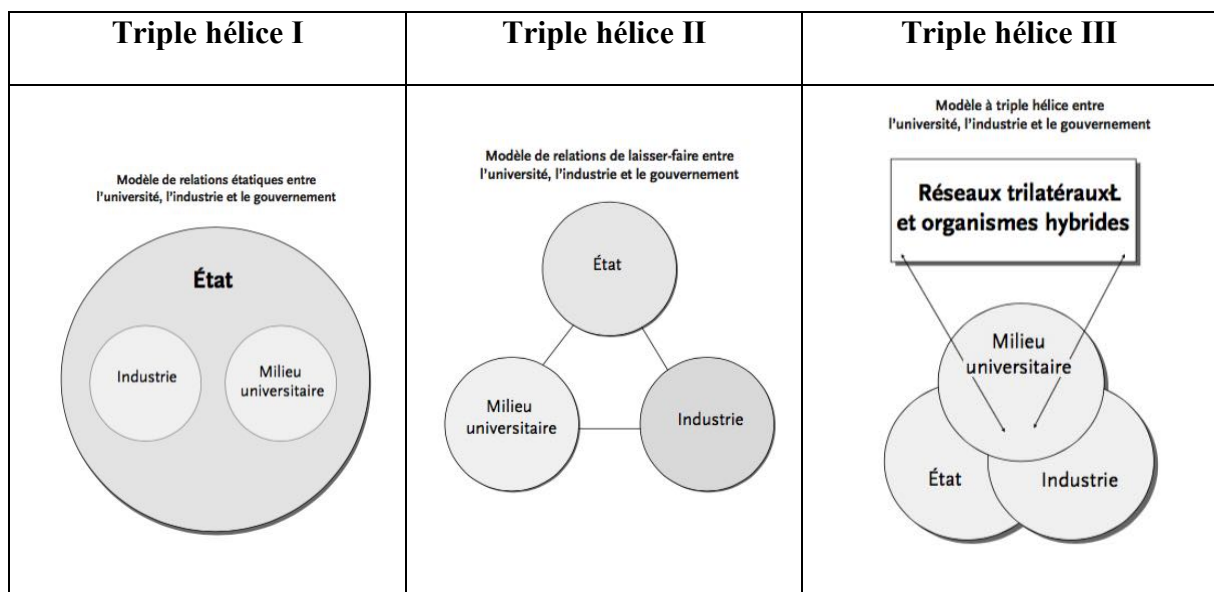 Triple hélice I
Triple hélice II
Triple hélice III
Modèle de relations étatiques entre
l'université, l'industrie et le gouvernement
État
Industrie
Milieu
universitaire
Modèle de relations de laisser-faire entre
l'université, l'industrie et le gouvernement
État
Milieu
universitaire
Industrie
Modèle à triple hélice entre
l'université, l'industrie et le gouvernement
Réseaux trilatérauxŁ
et organismes hybrides
Milieu
universitaire
État
Industrie